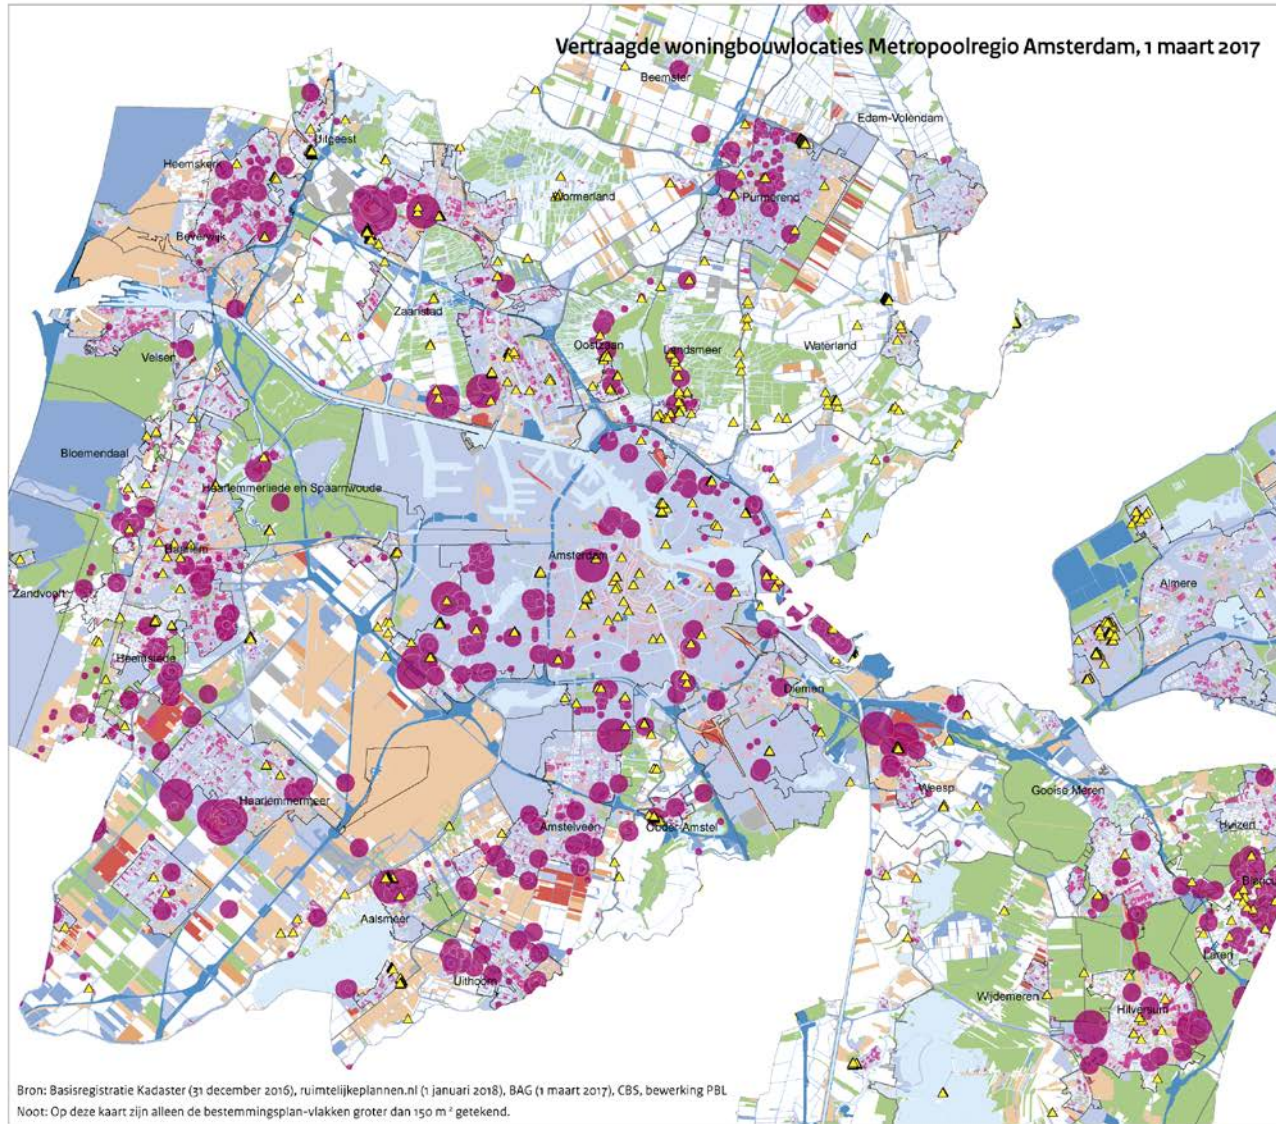 Vertraagde woningbouwlocaties Metropoolregio Amsterdam, 1 maart 2017
Beemster
Edam-Volendam
Uitgeest
Heemskerk
Wormerland
Purmerend
Beverwijk
Zaanstad
Oostzaan
Landsmeer
Waterland
Velsen
Bloemendaal
Haarlemmerliede en Spaarnwoude
Haarlem
Amsterdam
Almere
Zandvoort
Heemstede
Diemen
Weesp
Gooise Meren
Haarlemmermeer
Amstelveen
Ouder-Amstel
Huizen
Aalsmeer
Laren
Uithoorn
Wijdemeren
Hilversum
Bron: Basisregistratie Kadaster (31 december 2016), ruimtelijkeplannen.nl (1 januari 2018), BAG (1 maart 2017), CBS, bewerking PBL
Noot: Op deze kaart zijn alleen de bestemmingsplan-vlakken groter dan 150 m² getekend.